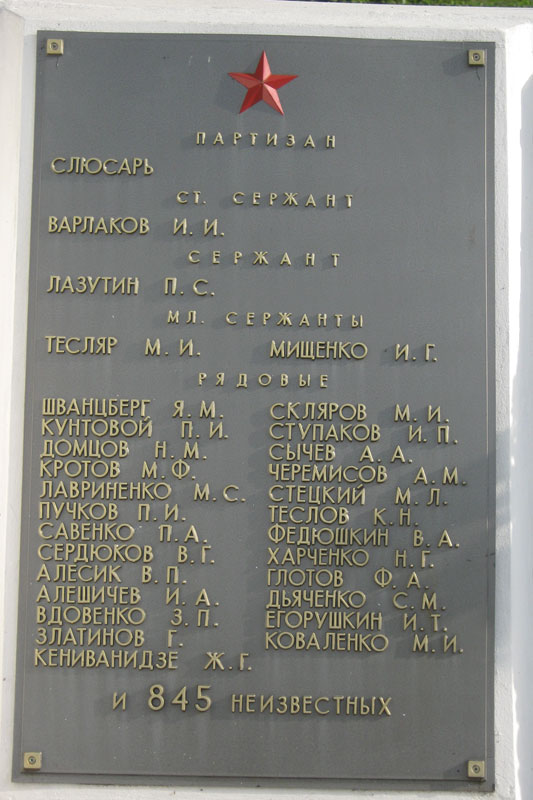 ПАРТИЗАН
СЛЮСАРЬ
СТ. СЕРЖАНТ
ВАРЛАКОВ И. И.
СЕРЖАНТ
ЛАЗУТИН П. С.
МЛ. СЕРЖАНТЫ
ТЕСЛЯР М. И. МИЩЕНКО И. Г.
РЯДОВЫЕ
ШВАНЦБЕРГ Я. М.
КУНТОВОЙ П. И.
ДОМЦОВ Н. М.
КРОТОВ М. Ф.
ЛАВРИНЕНКО М. С.
ПУЧКОВ П. И.
САВЕНКО П. А.
СЕРДЮКОВ В. Г.
АЛЕСИК В. П.
АЛЕШИЧЕВ И. А.
ВДОВЕНКО З. П.
ЗЛАТИНОВ Г.
КЕНИВАНИДЗЕ Ж. Г.
СКЛЯРОВ М. И.
СТУПАКОВ И. П.
СЫЧЕВ А. А.
ЧЕРЕМИСОВ А. М.
СТЕЦКИЙ М. Л.
ТЕСЛОВ К. Н.
ФЕДЮШКИН В. А.
ХАРЧЕНКО Н. Г.
ГЛОТОВ Ф. А.
ДЬЯЧЕНКО С. М.
ЕГОРУШКИН И. Т.
КОВАЛЕНКО М. И.
И 845 НЕИЗВЕСТНЫХ